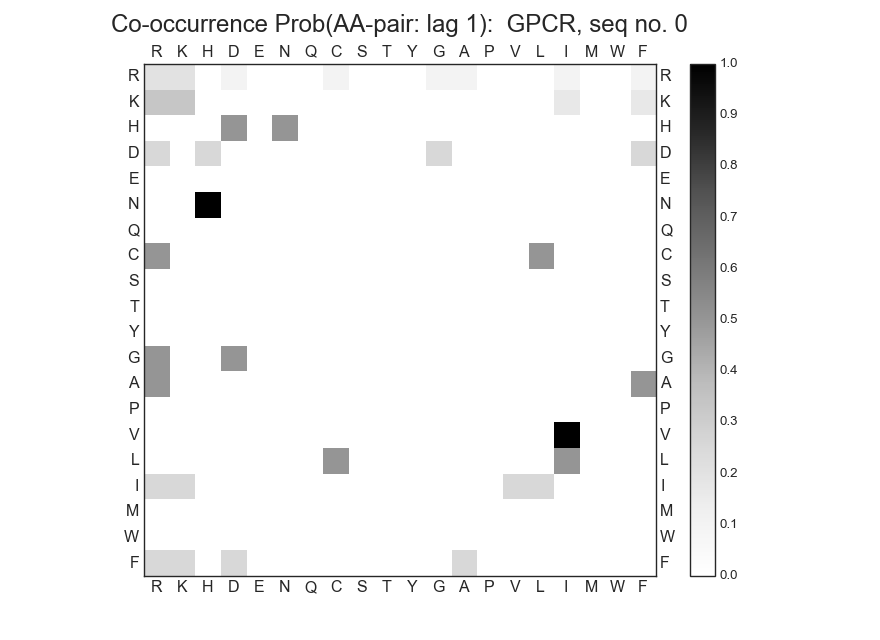 Co-occurrence Prob(AA-pair: lag 1):  GPCR, seq no. 0
R K H D E N Q C S T Y G A P V L I M W F
R R 1.0
K K 0.9
H H
D D 0.8
E E
N N 0.7
Q Q
C C 0.6
S S
T T 0.5
Y Y
G G 0.4
A A
P P 0.3
V V
L L 0.2
I I
M M 0.1
W W
F F 0.0
R K H D E N Q C S T Y G A P V L I M W F